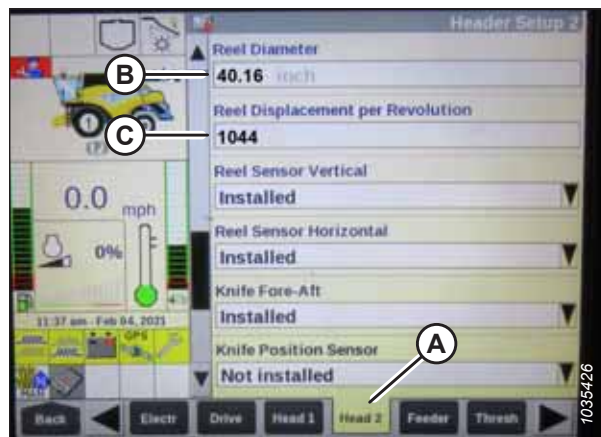 Header Setup 2
Reel Diameter
B
40.16 inch
Reel Displacement per Revolution
C
1044
Reel Sensor Vertical
Installed
0.0 mph
Reel Sensor Horizontal
0%
Installed
Knife Fore-Aft
Installed
11:37 am Feb 04, 2021
GPS
Knife Position Sensor
A
Not installed
Back
Electr
Drive
Head 1
Head 2
Feeder
Thresh
1035426